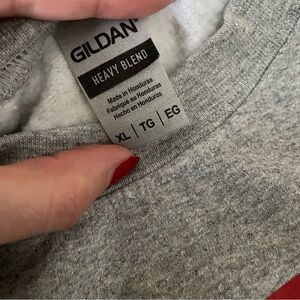 GILDAN
HEAVY BLEND
Made in Honduras
Fabriqué au Honduras
Hecho en Honduras
XL | TG | EG